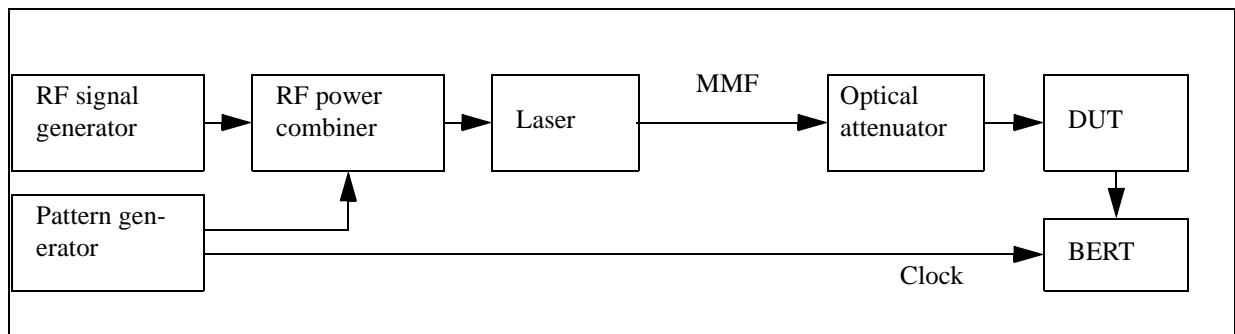 RF signal
generator
RF power
combiner
Laser
MMF
Optical
attenuator
DUT
Pattern gen-
erator
Clock
BERT